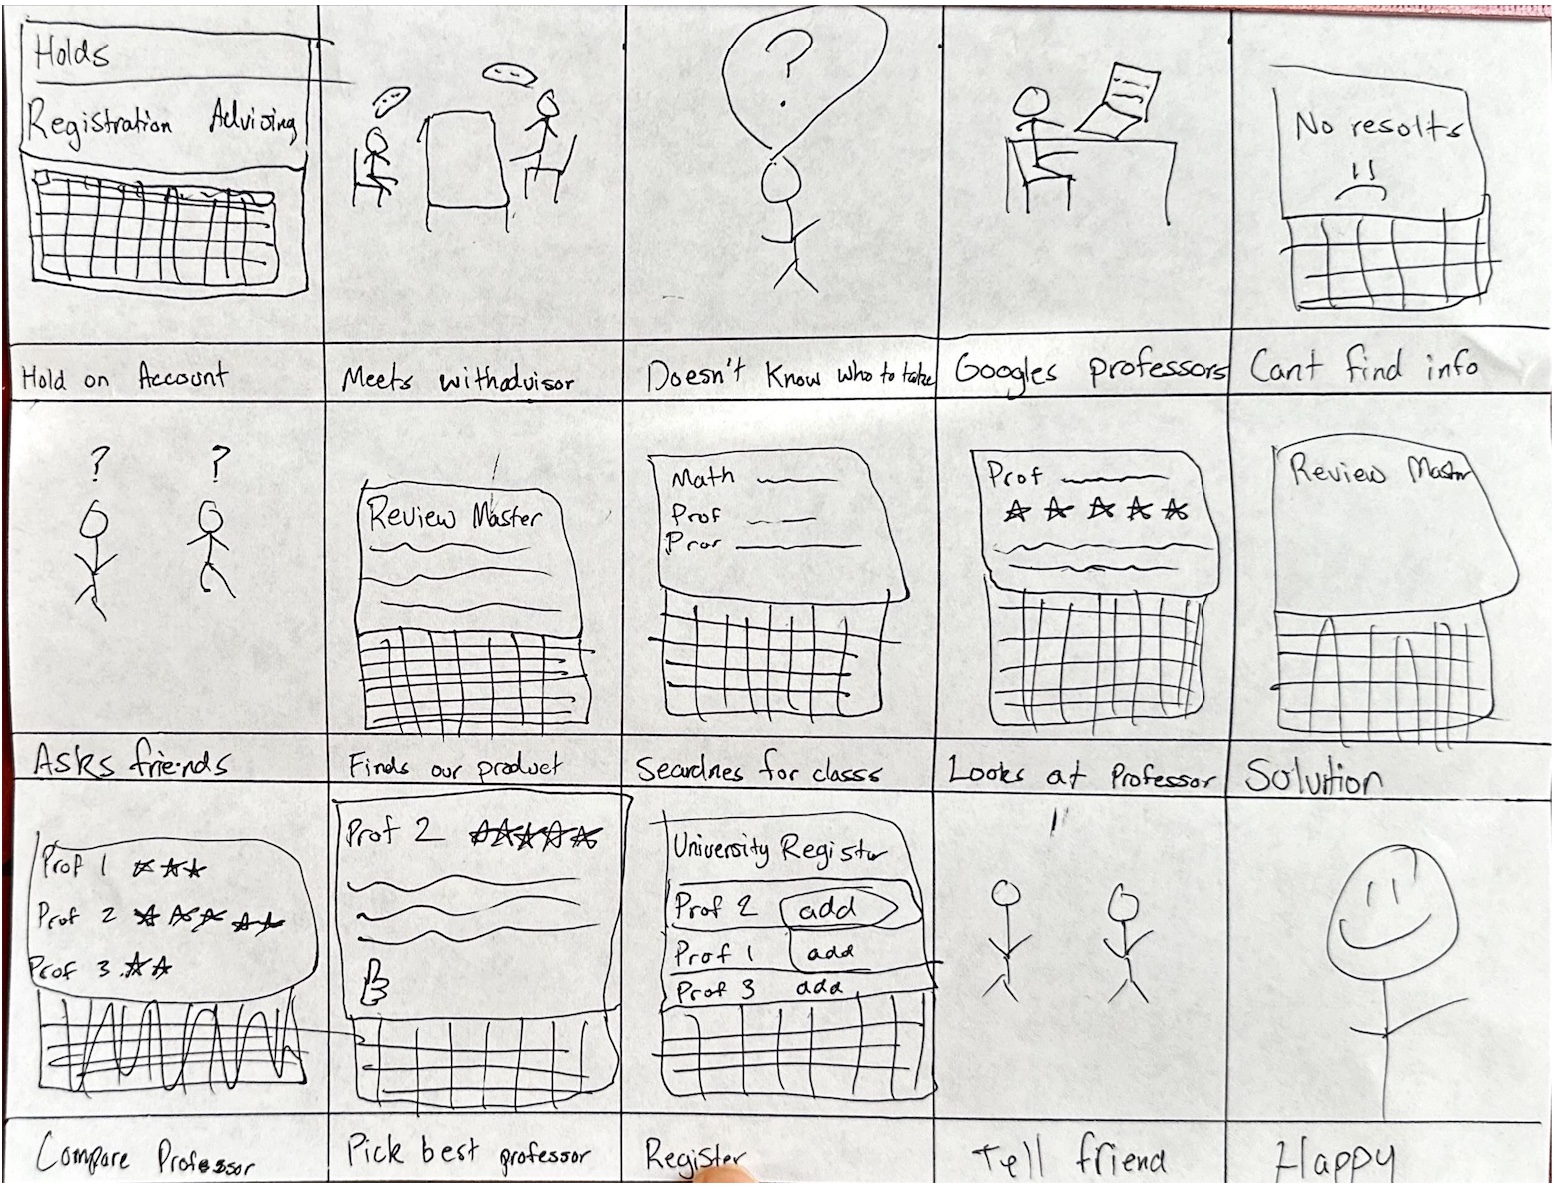 Holds
Registration Advising
?
No resolts
Hold on Account
Meets with advisor
Doesn't Know who to take
Googles professors
Cant find info
? ?
Review Master
Math
Prof
Pror
Prof
Review Mastr
Asks friends
Finds our product
Searches for classs
Looks at Professor
Solution
Prof 1
Prof 2
Prof 3
Prof 2
University Register
Prof 2 add
Prof 1 add
Prof 3 add
Compare Professor
Pick best professor
Register
Tell friend
Happy